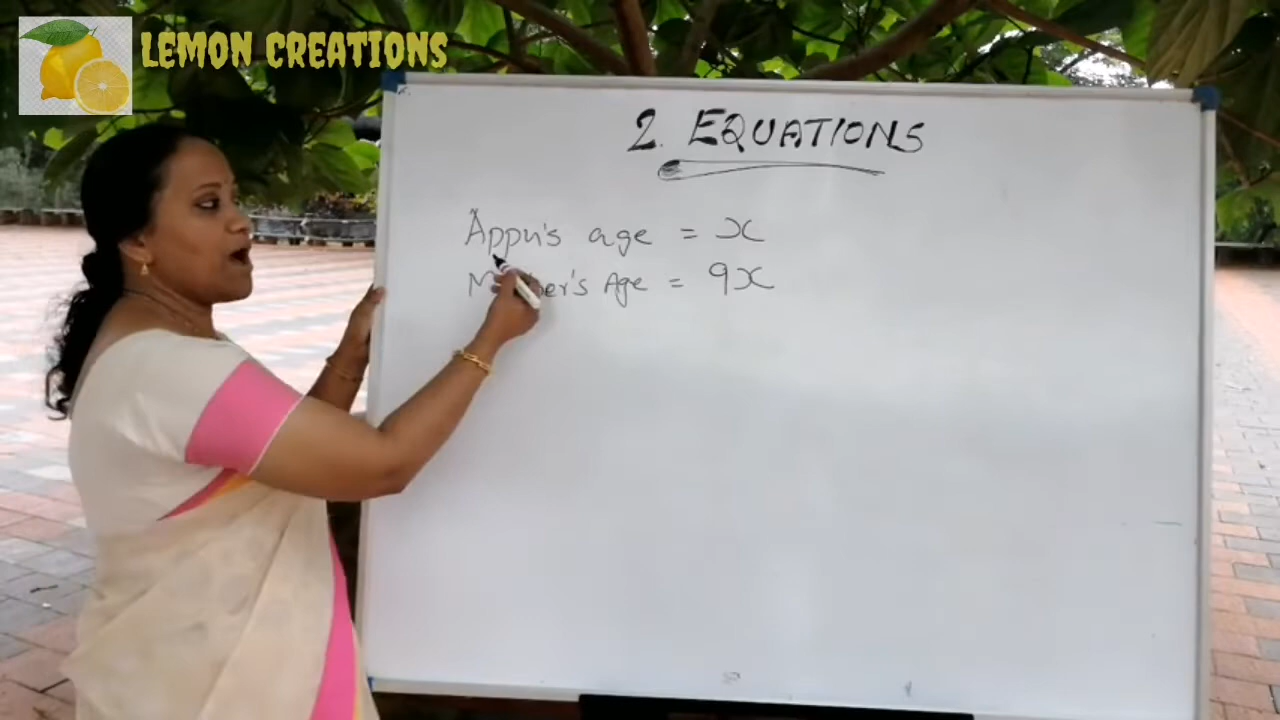 LEMON CREATIONS
2. EQUATIONS
Appu's age = x
Age = 9x